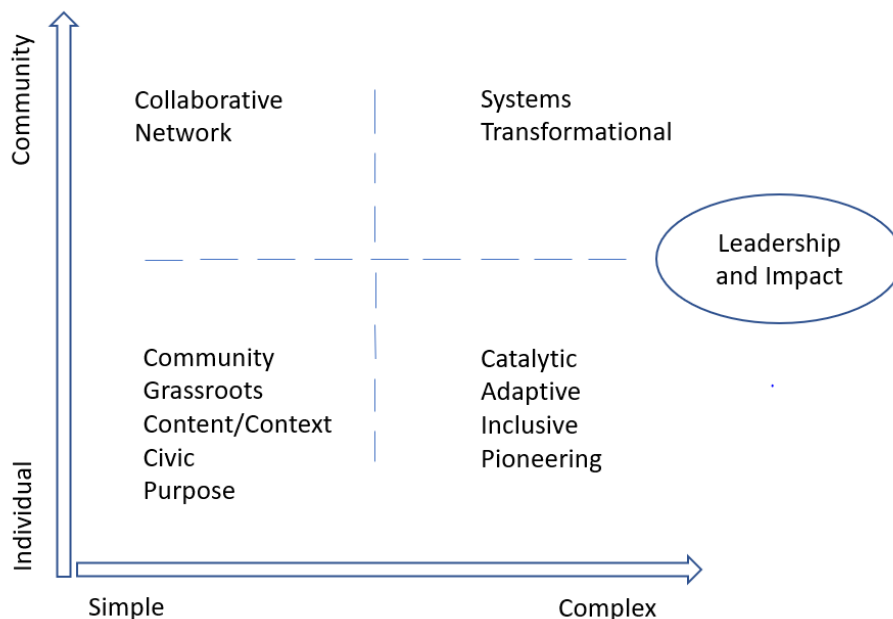 Community
Collaborative
Network
Systems
Transformational
Leadership
and Impact
Community
Grassroots
Content/Context
Civic
Purpose
Catalytic
Adaptive
Inclusive
Pioneering
Individual
Simple
Complex